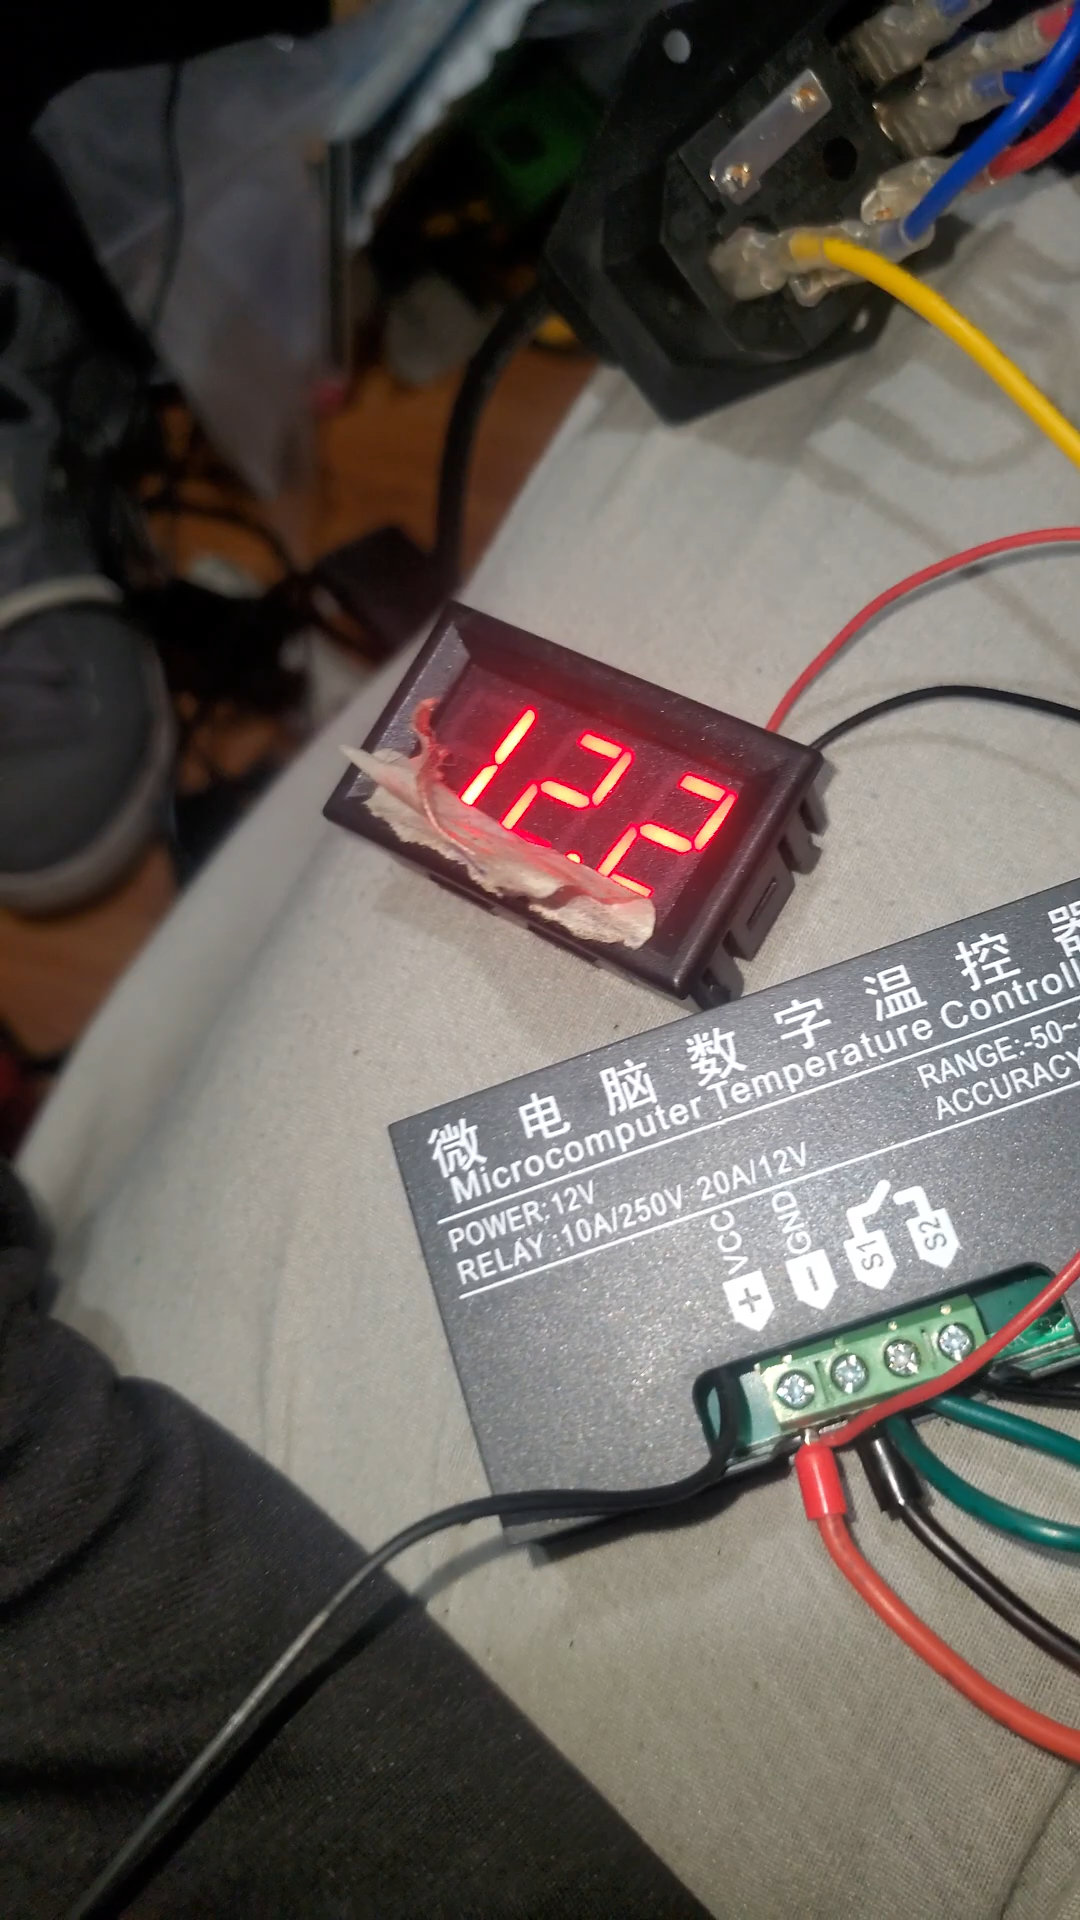 12.2
微电脑数字温控器
Microcomputer Temperature Controll
RANGE:-50~
ACCURACY
POWER:12V
RELAY :10A/250V 20A/12V
VCC GND
+ − S1 S2